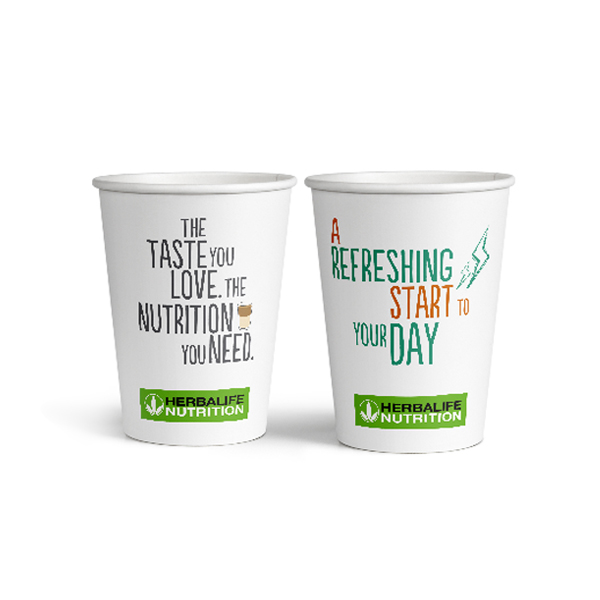 THE
TASTE YOU
LOVE. THE
NUTRITION
YOU NEED.
HERBALIFE
NUTRITION
A
REFRESHING
START TO
YOUR DAY
HERBALIFE
NUTRITION